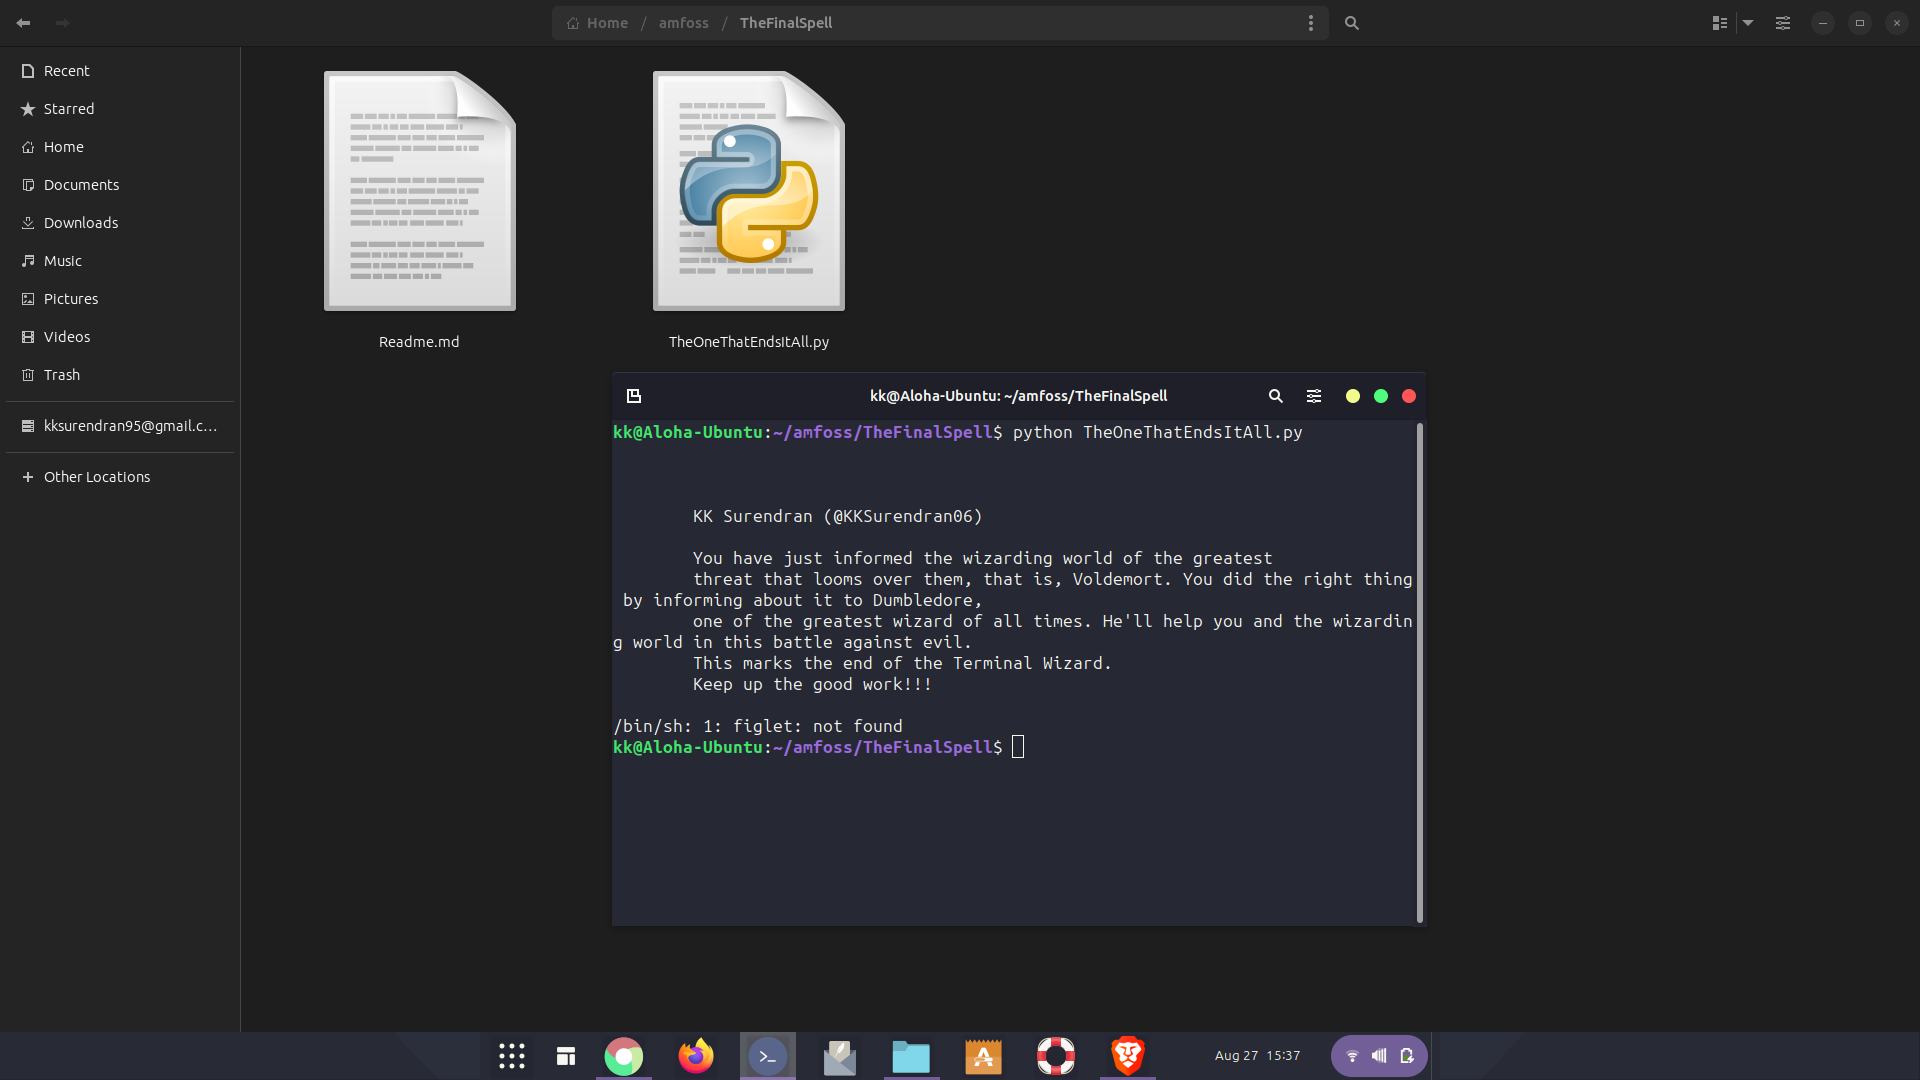 Home / amfoss / TheFinalSpell
Recent
Starred
Home
Documents
Downloads
Music
Pictures
Videos
Trash
kksurendran95@gmail.c...
Other Locations
Readme.md
TheOneThatEndsItAll.py
kk@Aloha-Ubuntu: ~/amfoss/TheFinalSpell
kk@Aloha-Ubuntu:~/amfoss/TheFinalSpell$ python TheOneThatEndsItAll.py
KK Surendran (@KKSurendran06)
You have just informed the wizarding world of the greatest
threat that looms over them, that is, Voldemort. You did the right thing
by informing about it to Dumbledore,
one of the greatest wizard of all times. He'll help you and the wizardin
g world in this battle against evil.
This marks the end of the Terminal Wizard.
Keep up the good work!!!
/bin/sh: 1: figlet: not found
kk@Aloha-Ubuntu:~/amfoss/TheFinalSpell$
Aug 27 15:37